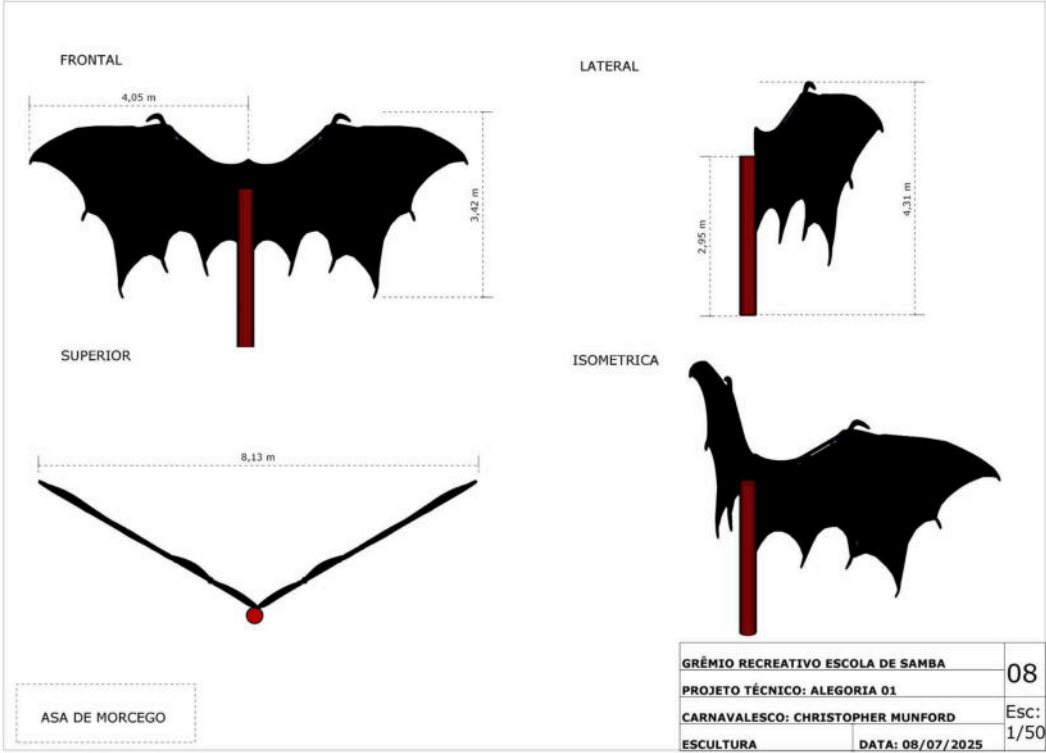 FRONTAL
LATERAL
4,05 m
3,42 m
2,95 m
4,31 m
SUPERIOR
ISOMETRICA
8,13 m
ASA DE MORCEGO
GRÊMIO RECREATIVO ESCOLA DE SAMBA
08
PROJETO TÉCNICO: ALEGORIA 01
CARNAVALESCO: CHRISTOPHER MUNFORD
Esc:
1/50
ESCULTURA
DATA: 08/07/2025